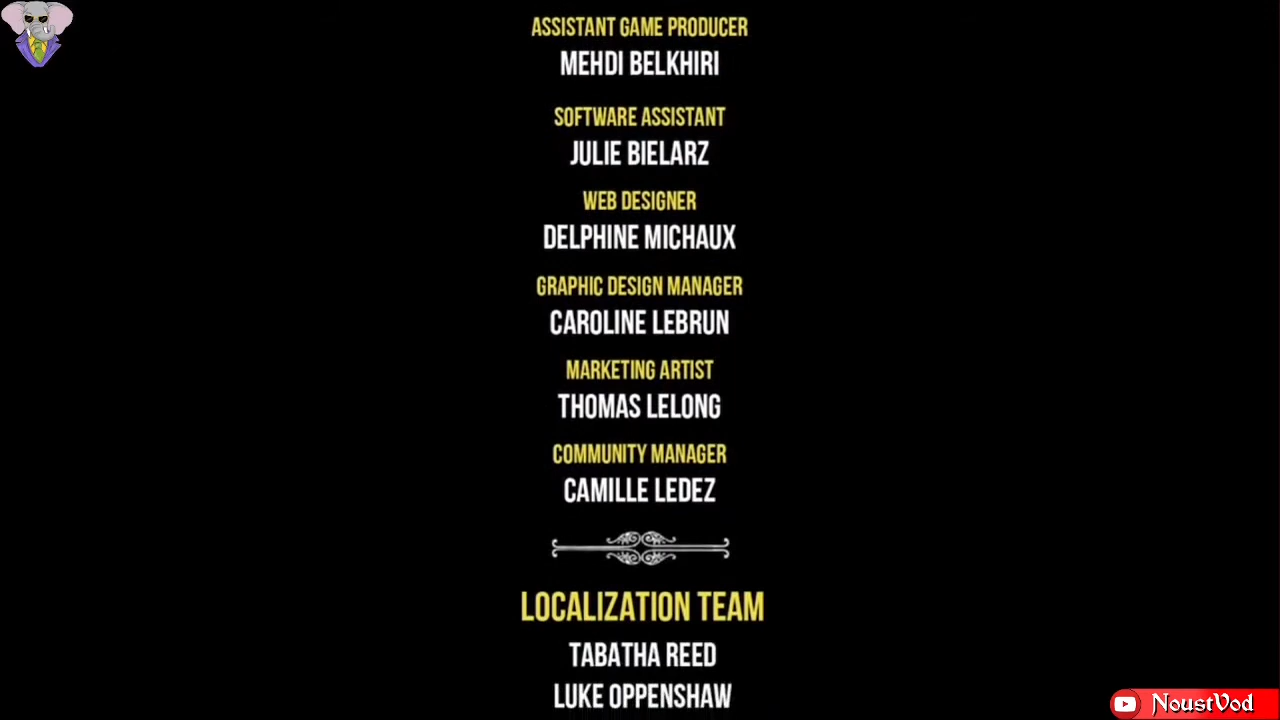 ASSISTANT GAME PRODUCER
MEHDI BELKHIRI
SOFTWARE ASSISTANT
JULIE BIELARZ
WEB DESIGNER
DELPHINE MICHAUX
GRAPHIC DESIGN MANAGER
CAROLINE LEBRUN
MARKETING ARTIST
THOMAS LELONG
COMMUNITY MANAGER
CAMILLE LEDEZ
LOCALIZATION TEAM
TABATHA REED
LUKE OPPENSHAW
NoustVod